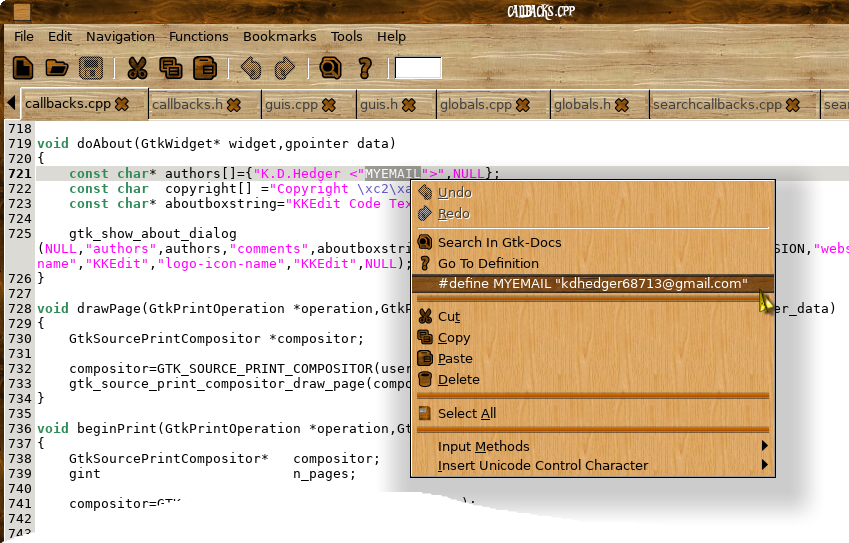 CALLBACKS.CPP
File Edit Navigation Functions Bookmarks Tools Help
callbacks.cpp callbacks.h guis.cpp guis.h globals.cpp globals.h searchcallbacks.cpp sear
718
719 void doAbout(GtkWidget* widget,gpointer data)
720 {
721 const char* authors[]={"K.D.Hedger <"MYEMAIL">",NULL};
722 const char copyright[] ="Copyright \xc2\xa
723 const char* aboutboxstring="KKEdit Code Tex
724
725 gtk_show_about_dialog
(NULL,"authors",authors,"comments",aboutboxstri SION,"webs
name","KKEdit","logo-icon-name","KKEdit",NULL);
726 }
727
728 void drawPage(GtkPrintOperation *operation,GtkP er_data)
729 {
730 GtkSourcePrintCompositor *compositor;
731
732 compositor=GTK_SOURCE_PRINT_COMPOSITOR(user
733 gtk_source_print_compositor_draw_page(compo
734 }
735
736 void beginPrint(GtkPrintOperation *operation,Gt
737 {
738 GtkSourcePrintCompositor* compositor;
739 gint n_pages;
740
741 compositor=GTK );
742
743
Undo
Redo
Search In Gtk-Docs
Go To Definition
#define MYEMAIL "kdhedger68713@gmail.com"
Cut
Copy
Paste
Delete
Select All
Input Methods
Insert Unicode Control Character